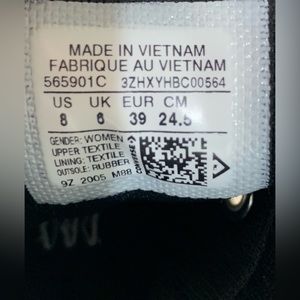 MADE IN VIETNAM
FABRIQUE AU VIETNAM
565901C 3ZHXYHBC00564
US UK EUR CM
8 6 39 24.5
GENDER: WOMEN
UPPER: TEXTILE
LINING: TEXTILE
OUTSOLE: RUBBER
9Z 2005 M88
CONVERSE